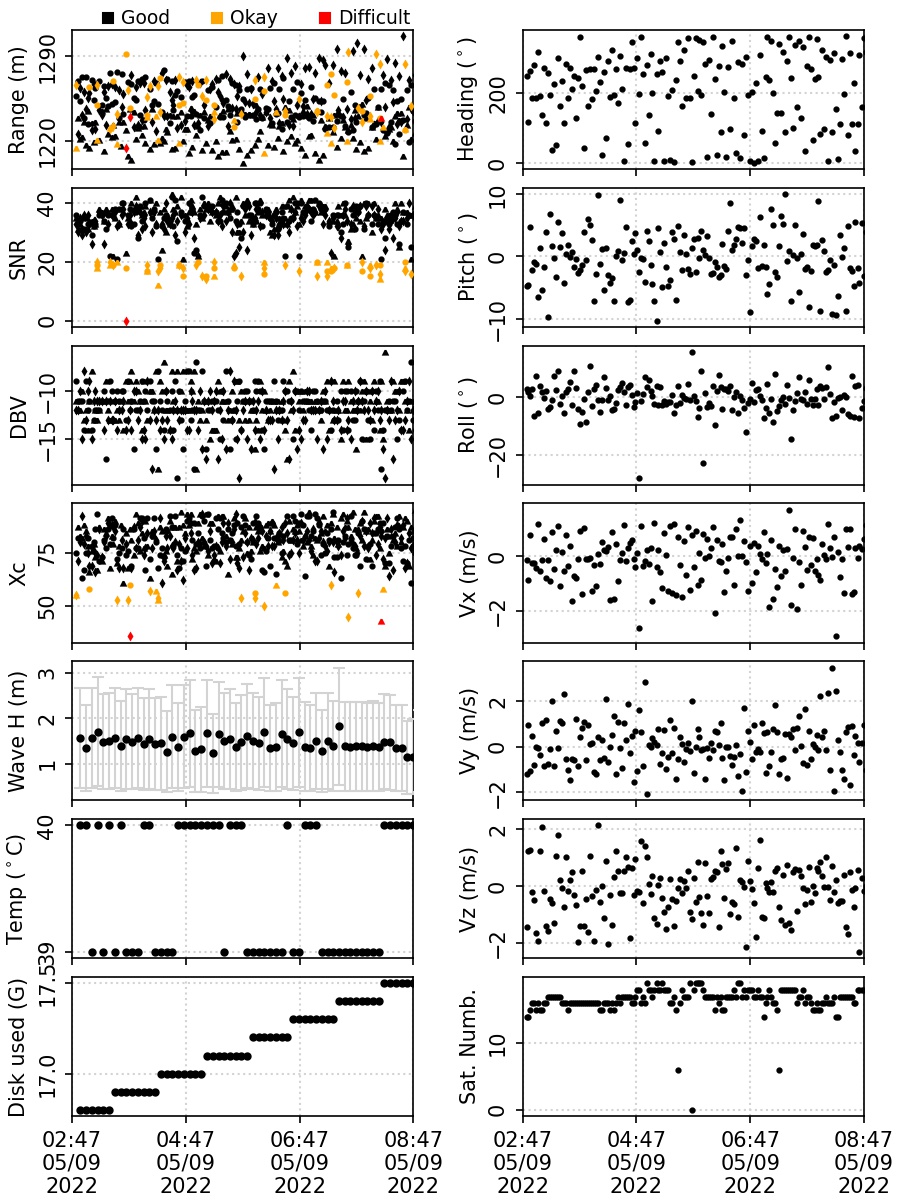 Good Okay Difficult
Range (m)
1290
1220
Heading (°)
200
0
SNR
40
20
0
Pitch (°)
10
0
−10
DBV
−10
−15
Roll (°)
0
−20
Xc
75
50
Vx (m/s)
0
−2
Wave H (m)
3
2
1
Vy (m/s)
2
0
−2
Temp (°C)
40
39
Vz (m/s)
2
0
−2
Disk used (G)
17.5
17.0
Sat. Numb.
10
0
02:47 04:47 06:47 08:47 02:47 04:47 06:47 08:47
05/09 05/09 05/09 05/09 05/09 05/09 05/09 05/09
2022 2022 2022 2022 2022 2022 2022 2022